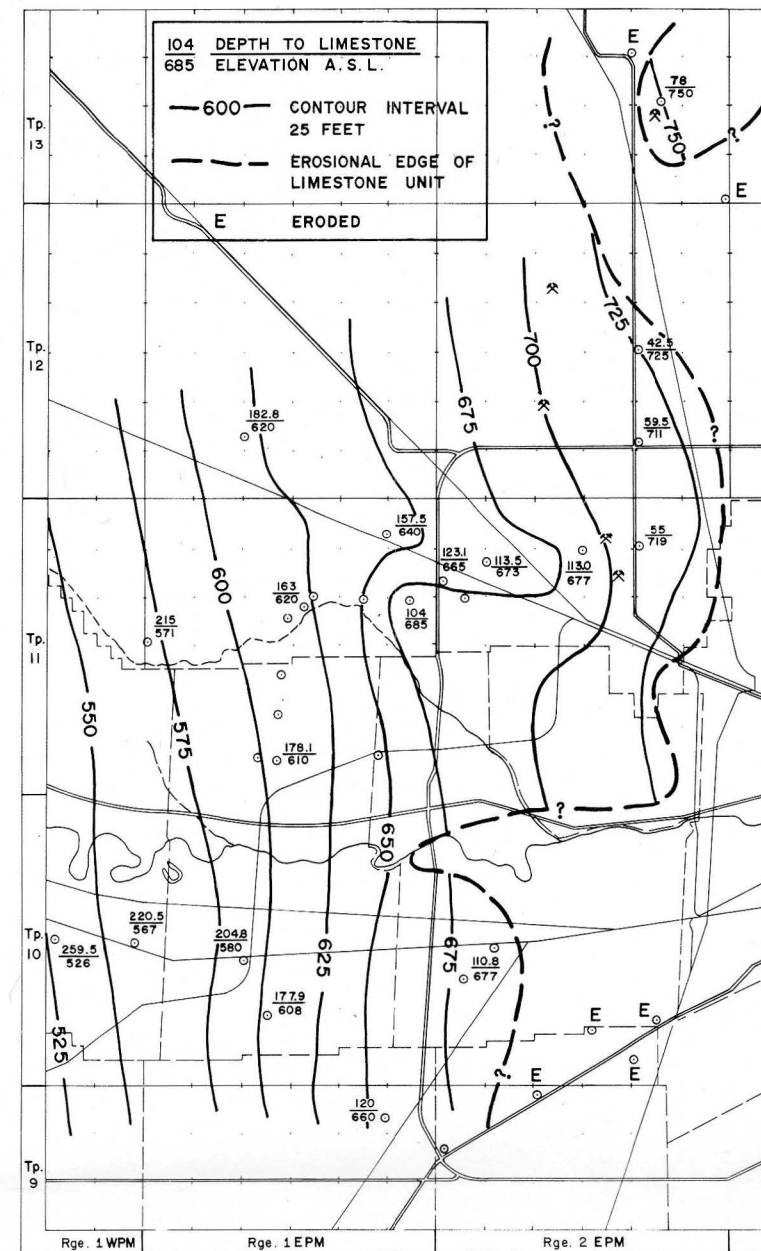 104 DEPTH TO LIMESTONE
685 ELEVATION A.S.L.
600 CONTOUR INTERVAL
25 FEET
? EROSIONAL EDGE OF
LIMESTONE UNIT
E ERODED
E
78
750
750
?
?
E
Tp.
13
Tp.
12
725
700
675
42.5
725
59.5
711
?
182.8
620
157.5
640
123.1
665
113.5
673
113.0
677
55
719
600
163
620
104
685
215
571
Tp.
11
550
575
178.1
610
?
650
Tp.
10
259.5
526
220.5
567
204.8
580
625
675
110.8
677
177.9
608
525
E
E
E
E
?
120
660
Tp.
9
Rge. 1 WPM
Rge. 1 EPM
Rge. 2 EPM